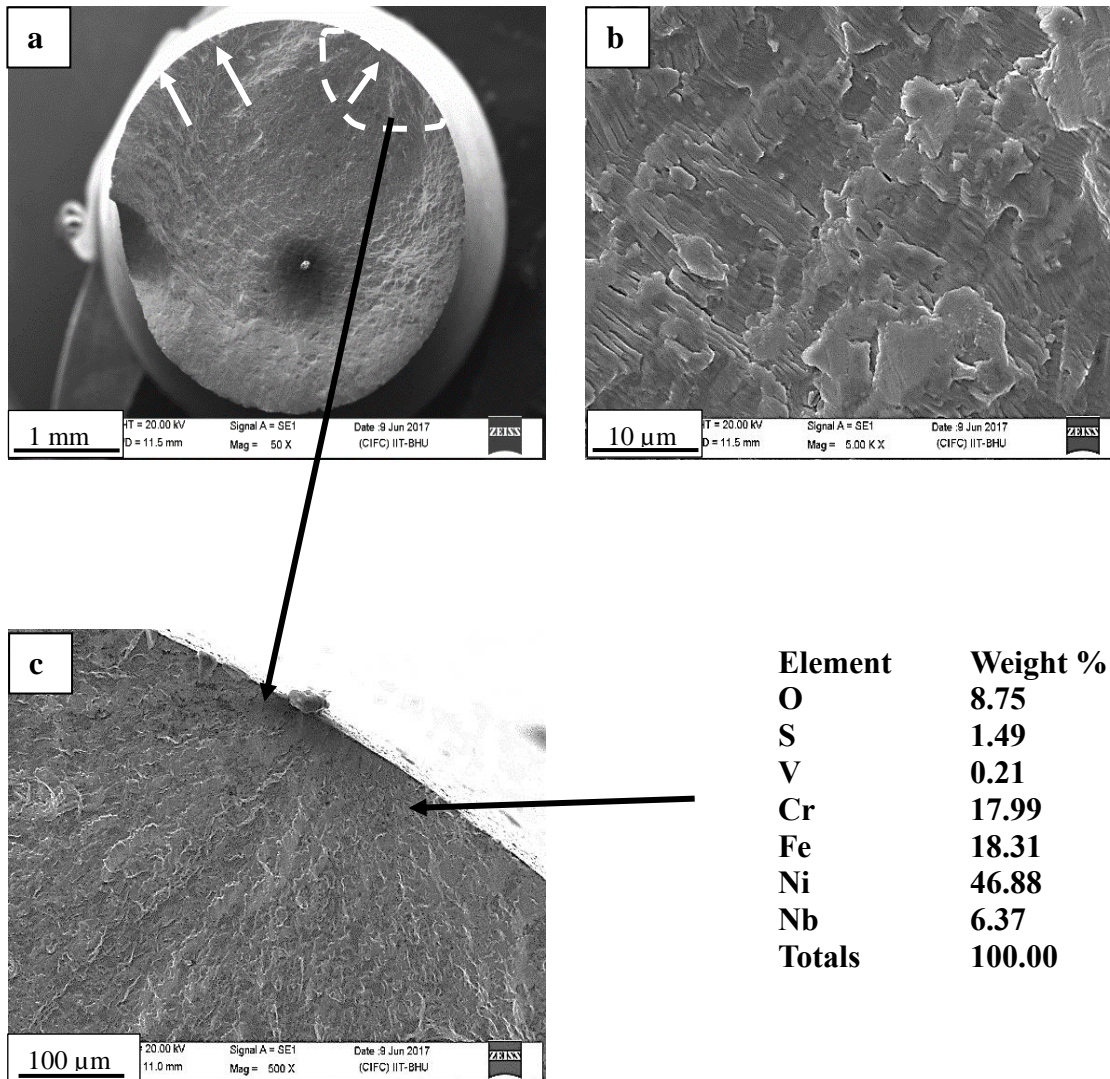 a
1 mm
HT = 20.00 kV Signal A = SE1 Date :9 Jun 2017
D = 11.5 mm Mag = 50 X (CIFC) IIT-BHU
ZEISS
b
10 µm
T = 20.00 kV Signal A = SE1 Date :9 Jun 2017
D = 11.5 mm Mag = 5.00 K X (CIFC) IIT-BHU
ZEISS
c
100 µm
20.00 kV Signal A = SE1 Date :9 Jun 2017
11.0 mm Mag = 500 X (CIFC) IIT-BHU
ZEISS
Element Weight %
O 8.75
S 1.49
V 0.21
Cr 17.99
Fe 18.31
Ni 46.88
Nb 6.37
Totals 100.00